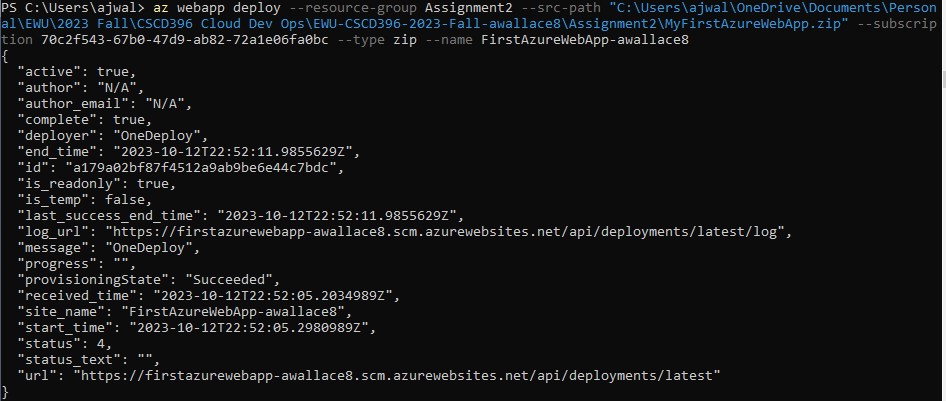 PS C:\Users\ajwal> az webapp deploy --resource-group Assignment2 --src-path "C:\Users\ajwal\OneDrive\Documents\Person
al\EWU\2023 Fall\CSCD396 Cloud Dev Ops\EWU-CSCD396-2023-Fall-awallace8\Assignment2\MyFirstAzureWebApp.zip" --subscrip
tion 70c2f543-67b0-47d9-ab82-72a1e06fa0bc --type zip --name FirstAzureWebApp-awallace8
{
  "active": true,
  "author": "N/A",
  "author_email": "N/A",
  "complete": true,
  "deployer": "OneDeploy",
  "end_time": "2023-10-12T22:52:11.9855629Z",
  "id": "a179a02bf87f4512a9ab9be6e44c7bdc",
  "is_readonly": true,
  "is_temp": false,
  "last_success_end_time": "2023-10-12T22:52:11.9855629Z",
  "log_url": "https://firstazurewebapp-awallace8.scm.azurewebsites.net/api/deployments/latest/log",
  "message": "OneDeploy",
  "progress": "",
  "provisioningState": "Succeeded",
  "received_time": "2023-10-12T22:52:05.2034989Z",
  "site_name": "FirstAzureWebApp-awallace8",
  "start_time": "2023-10-12T22:52:05.2980989Z",
  "status": 4,
  "status_text": "",
  "url": "https://firstazurewebapp-awallace8.scm.azurewebsites.net/api/deployments/latest"
}